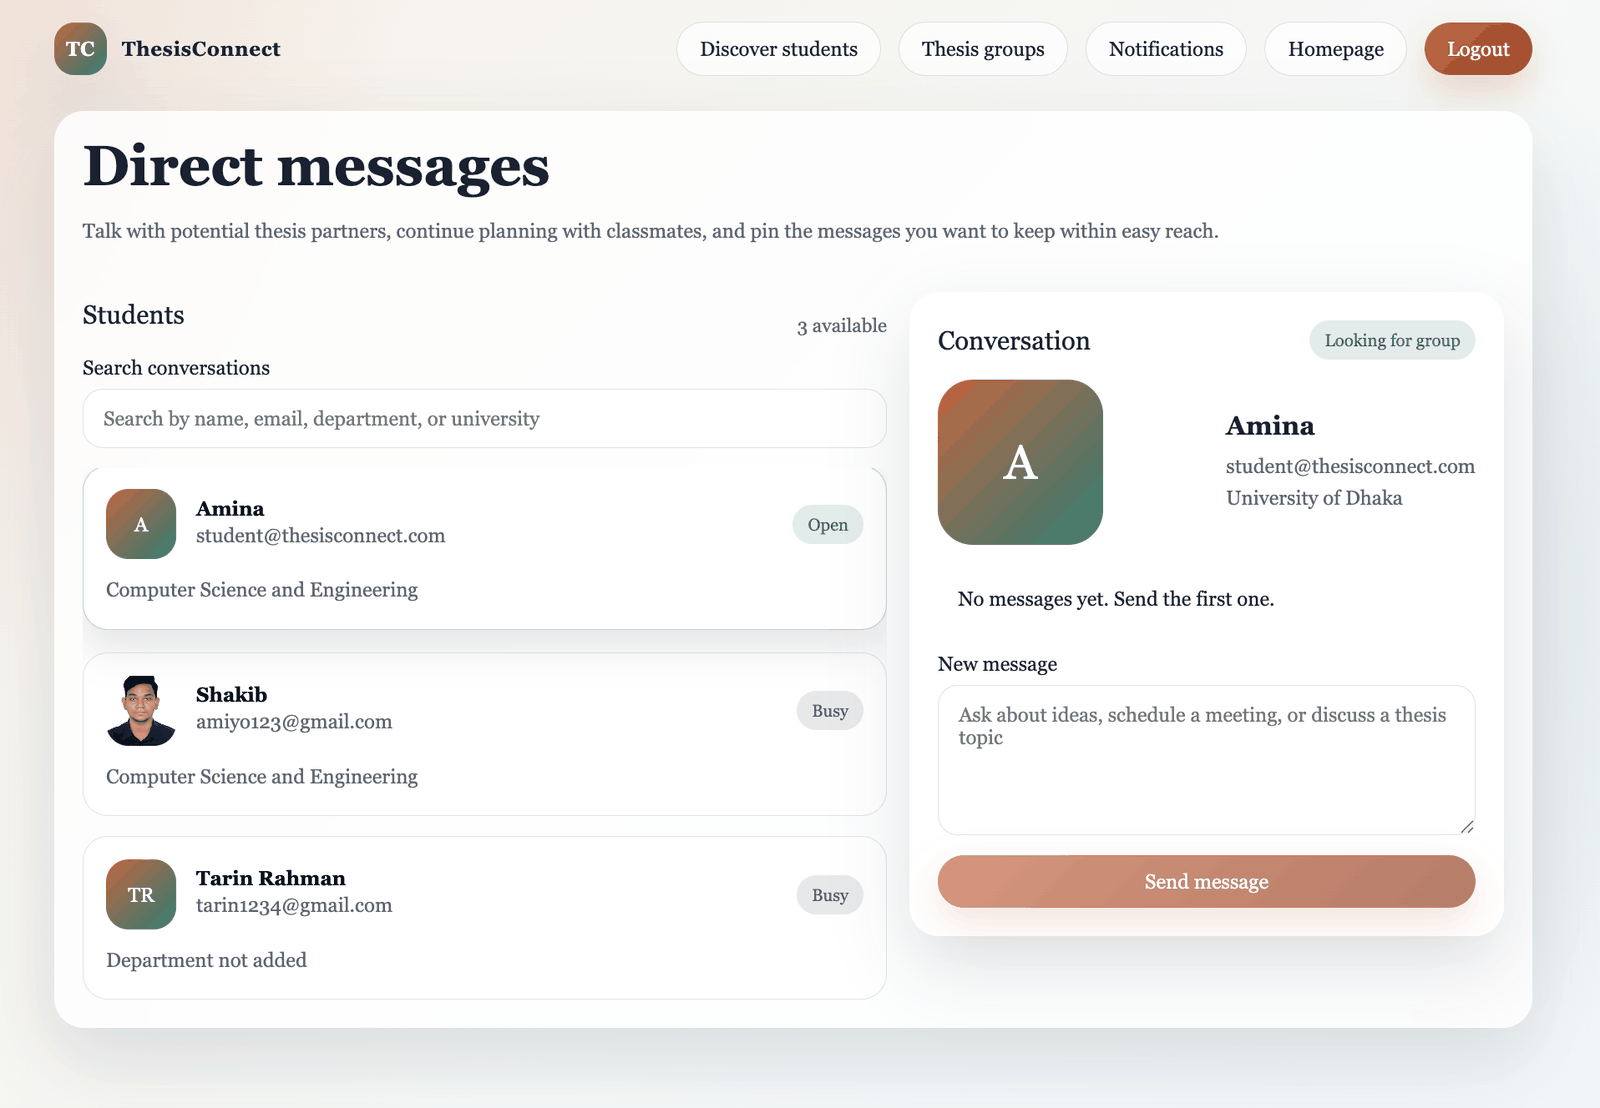 TC
ThesisConnect
Discover students
Thesis groups
Notifications
Homepage
Logout
Direct messages
Talk with potential thesis partners, continue planning with classmates, and pin the messages you want to keep within easy reach.
Students
3 available
Search conversations
Search by name, email, department, or university
A
Amina
student@thesisconnect.com
Open
Computer Science and Engineering
Shakib
amiyo123@gmail.com
Busy
Computer Science and Engineering
TR
Tarin Rahman
tarin1234@gmail.com
Busy
Department not added
Conversation
Looking for group
A
Amina
student@thesisconnect.com
University of Dhaka
No messages yet. Send the first one.
New message
Ask about ideas, schedule a meeting, or discuss a thesis
topic
Send message